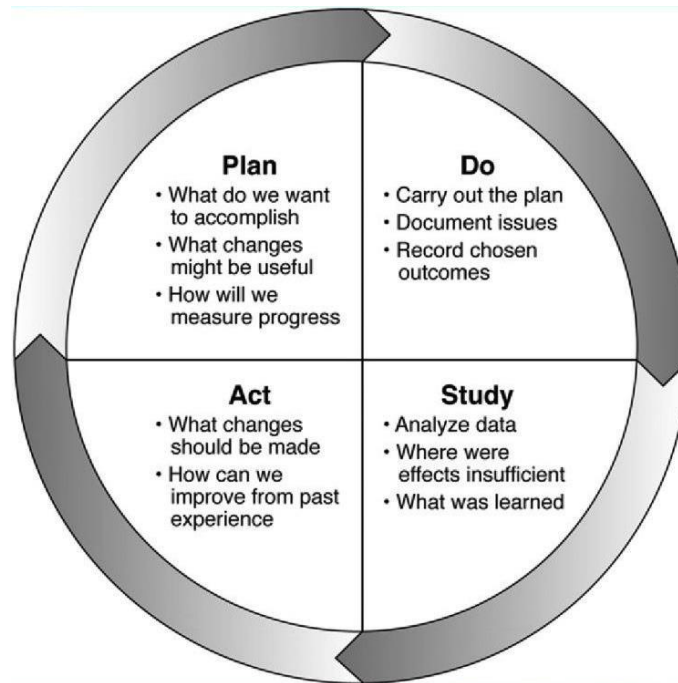 Plan
• What do we want
to accomplish
• What changes
might be useful
• How will we
measure progress
Do
• Carry out the plan
• Document issues
• Record chosen
outcomes
Study
• Analyze data
• Where were
effects insufficient
• What was learned
Act
• What changes
should be made
• How can we
improve from past
experience